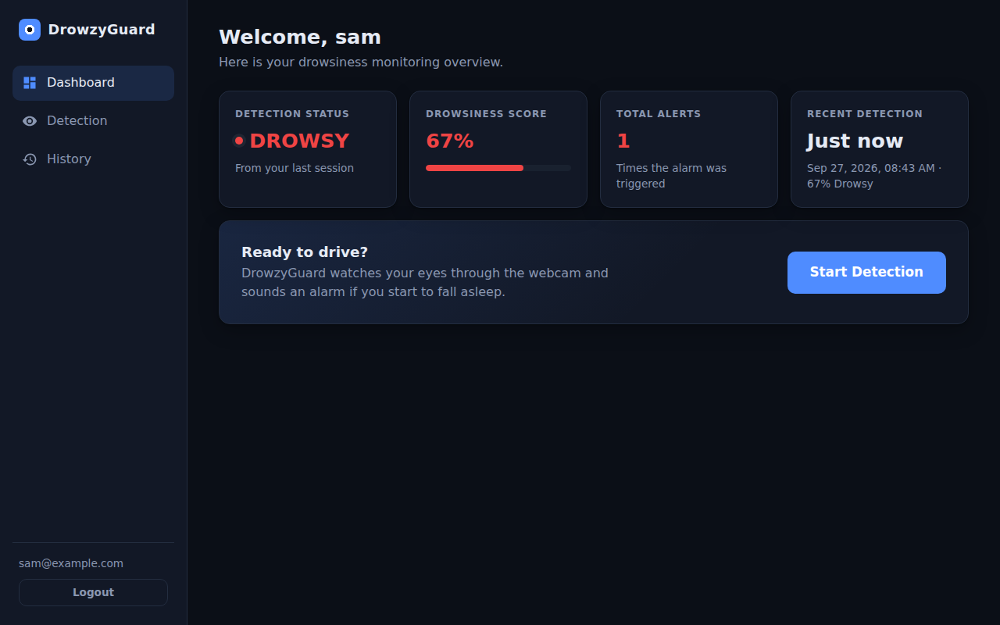 DrowzyGuard
Dashboard
Detection
History
sam@example.com
Logout
Welcome, sam
Here is your drowsiness monitoring overview.
DETECTION STATUS
DROWSY
From your last session
DROWSINESS SCORE
67%
TOTAL ALERTS
1
Times the alarm was
triggered
RECENT DETECTION
Just now
Sep 27, 2026, 08:43 AM ·
67% Drowsy
Ready to drive?
DrowzyGuard watches your eyes through the webcam and
sounds an alarm if you start to fall asleep.
Start Detection